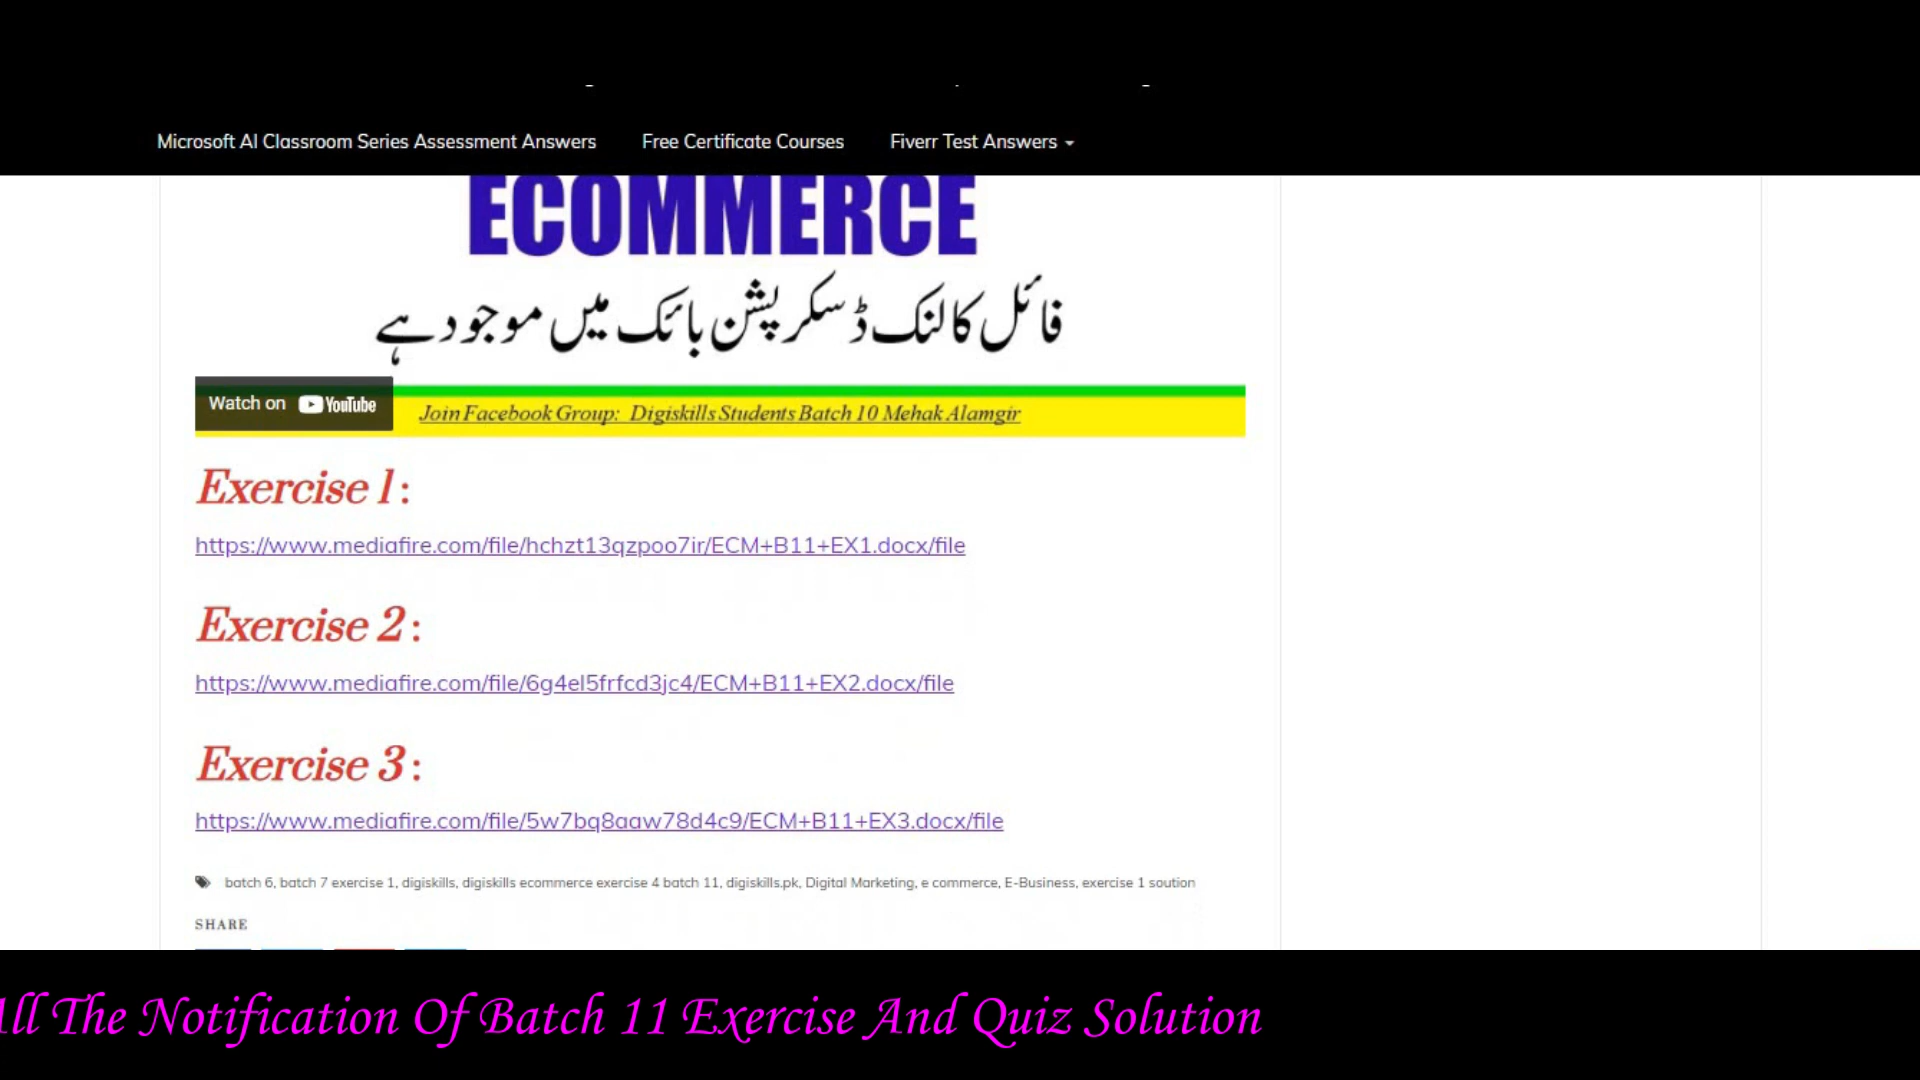 Microsoft AI Classroom Series Assessment Answers Free Certificate Courses Fiverr Test Answers
ECOMMERCE
فائل کا لنک ڈسکرپشن بائک میں موجود ہے
Watch on YouTube
Join Facebook Group: Digiskills Students Batch 10 Mehak Alamgir
Exercise 1 :
https://www.mediafire.com/file/hchzt13qzpoo7ir/ECM+B11+EX1.docx/file
Exercise 2 :
https://www.mediafire.com/file/6g4el5frfcd3jc4/ECM+B11+EX2.docx/file
Exercise 3 :
https://www.mediafire.com/file/5w7bq8aaw78d4c9/ECM+B11+EX3.docx/file
batch 6, batch 7 exercise 1, digiskills, digiskills ecommerce exercise 4 batch 11, digiskills.pk, Digital Marketing, e commerce, E-Business, exercise 1 soution
SHARE
The Notification Of Batch 11 Exercise And Quiz Solution